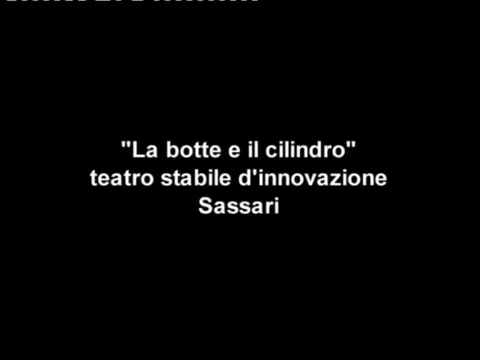 "La botte e il cilindro"
teatro stabile d'innovazione
Sassari